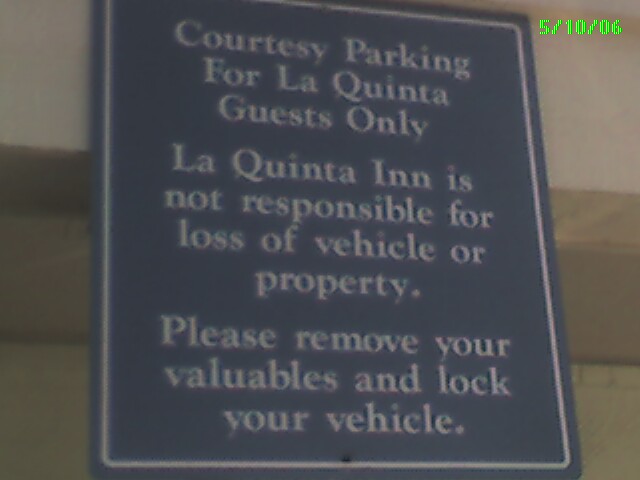 5/10/06
Courtesy Parking
For La Quinta
Guests Only
La Quinta Inn is
not responsible for
loss of vehicle or
property.
Please remove your
valuables and lock
your vehicle.